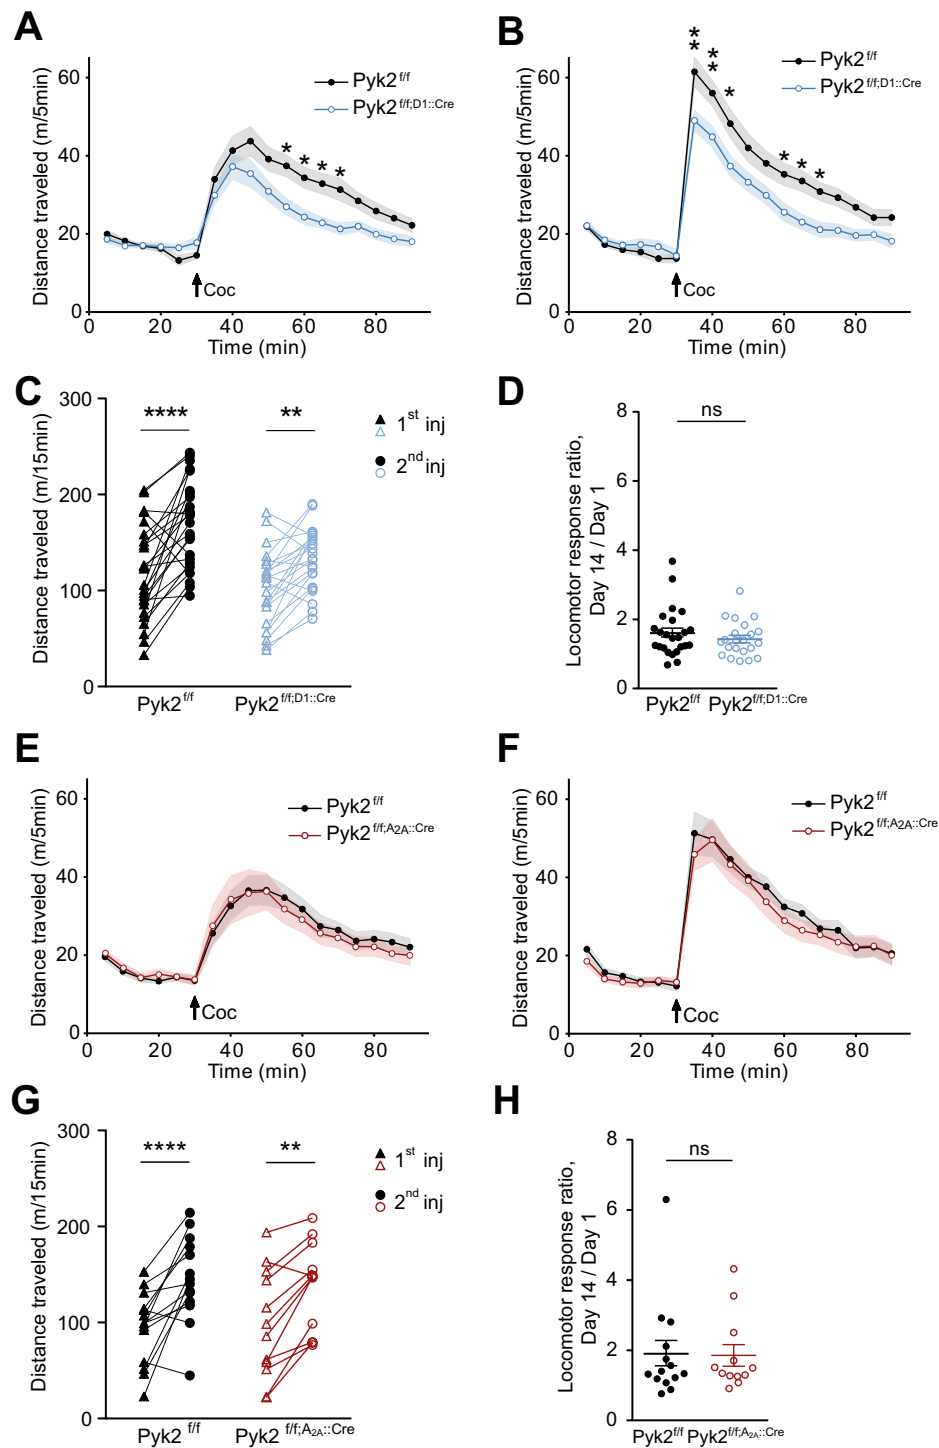 A
Distance traveled (m/5min)
60
40
20
0
Pyk2 f/f
Pyk2 f/f;D1::Cre
* * * *
Coc
0 20 40 60 80
Time (min)
B
Distance traveled (m/5min)
60
40
20
0
** ** * * * *
Pyk2 f/f
Pyk2 f/f;D1::Cre
Coc
0 20 40 60 80
Time (min)
C
Distance traveled (m/15min)
300
200
100
0
**** **
1st inj
2nd inj
Pyk2 f/f Pyk2 f/f;D1::Cre
D
Locomotor response ratio,
Day 14 / Day 1
8
6
4
2
0
ns
Pyk2f/f Pyk2f/f;D1::Cre
E
Distance traveled (m/5min)
60
40
20
0
Pyk2 f/f
Pyk2 f/f;A2A::Cre
Coc
0 20 40 60 80
Time (min)
F
Distance traveled (m/5min)
60
40
20
0
Pyk2 f/f
Pyk2 f/f;A2A::Cre
Coc
0 20 40 60 80
Time (min)
G
Distance traveled (m/15min)
300
200
100
0
**** **
1st inj
2nd inj
Pyk2 f/f Pyk2 f/f;A2A::Cre
H
Locomotor response ratio,
Day 14 / Day 1
8
6
4
2
0
ns
Pyk2f/f Pyk2f/f;A2A::Cre